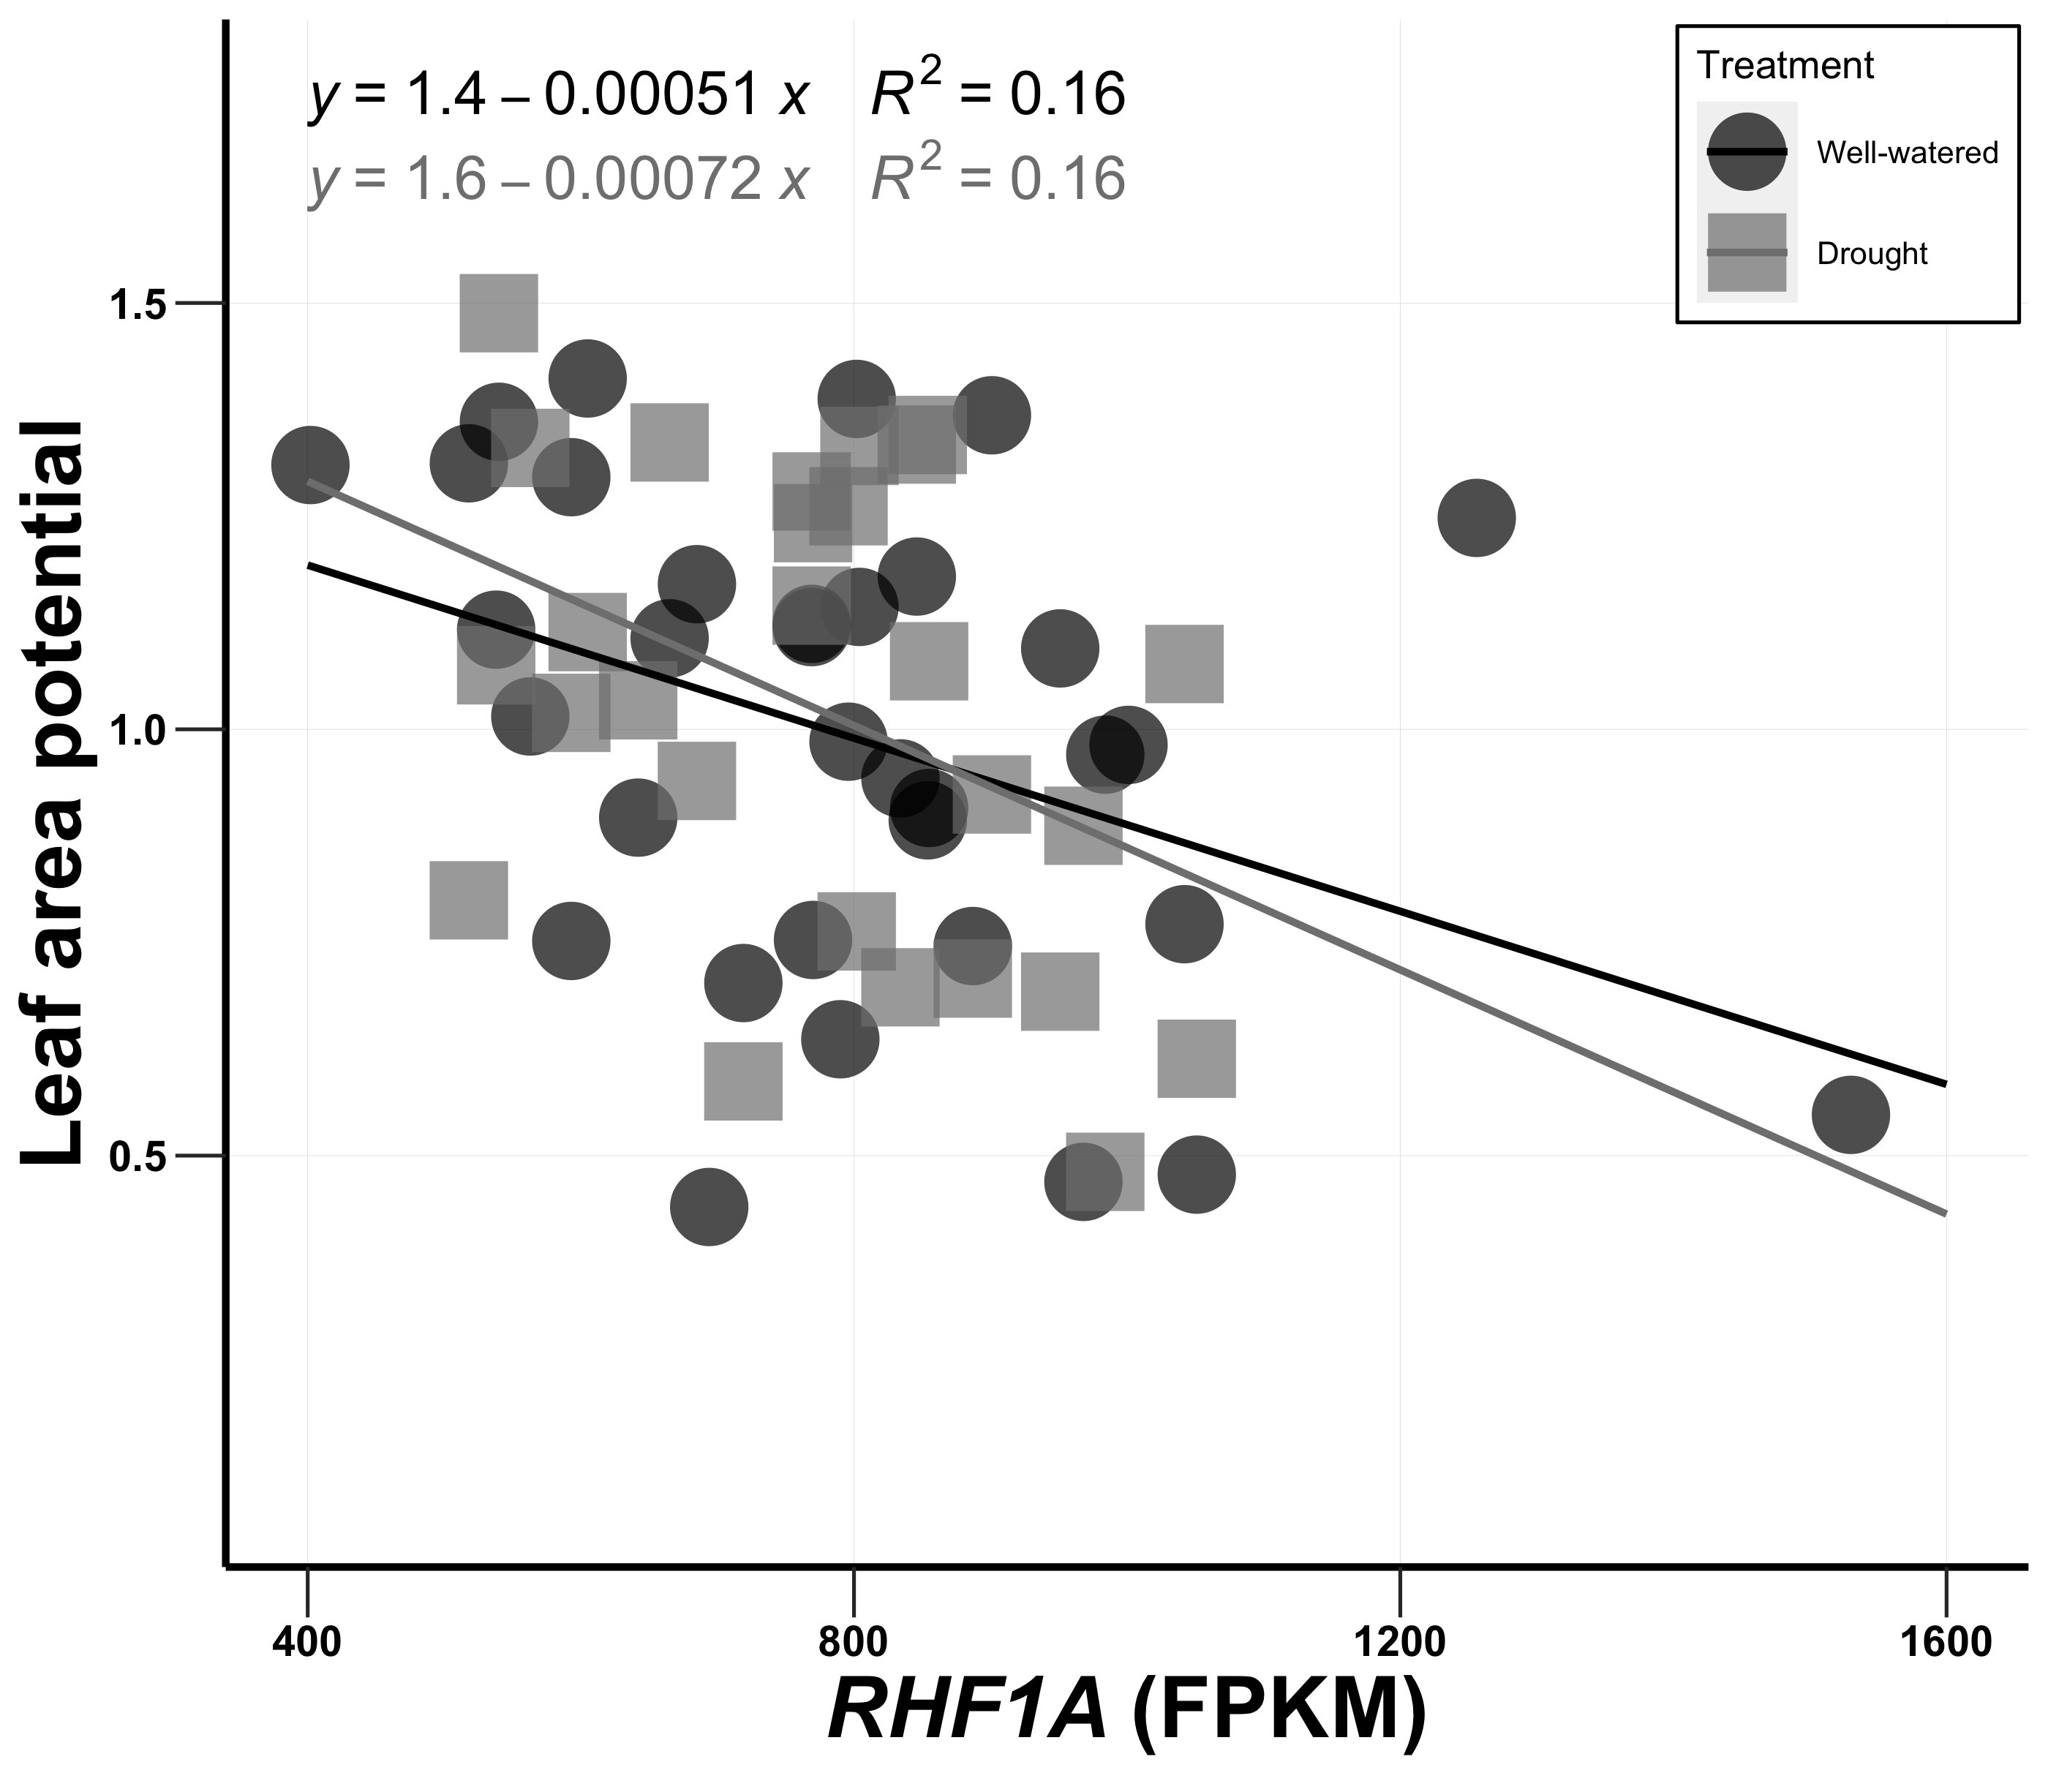 y = 1.4 – 0.00051 x R² = 0.16
y = 1.6 – 0.00072 x R² = 0.16
Treatment
Well-watered
Drought
Leaf area potential
1.5
1.0
0.5
400 800 1200 1600
RHF1A (FPKM)